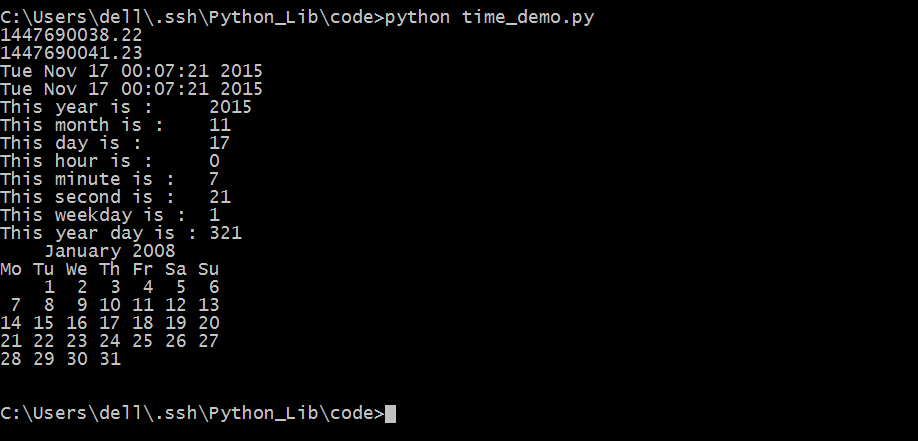 C:\Users\dell\.ssh\Python_Lib\code>python time_demo.py
1447690038.22
1447690041.23
Tue Nov 17 00:07:21 2015
Tue Nov 17 00:07:21 2015
This year is :     2015
This month is :    11
This day is :      17
This hour is :     0
This minute is :   7
This second is :   21
This weekday is :  1
This year day is : 321
    January 2008
Mo Tu We Th Fr Sa Su
    1  2  3  4  5  6
 7  8  9 10 11 12 13
14 15 16 17 18 19 20
21 22 23 24 25 26 27
28 29 30 31
C:\Users\dell\.ssh\Python_Lib\code>